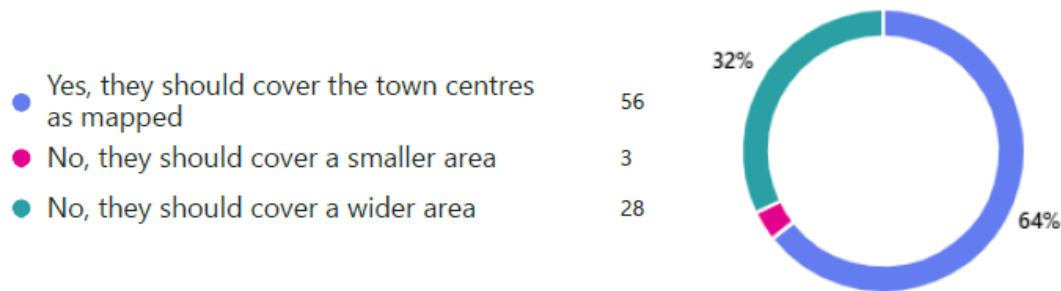 Yes, they should cover the town centres
as mapped
56
No, they should cover a smaller area
3
No, they should cover a wider area
28
32%
64%